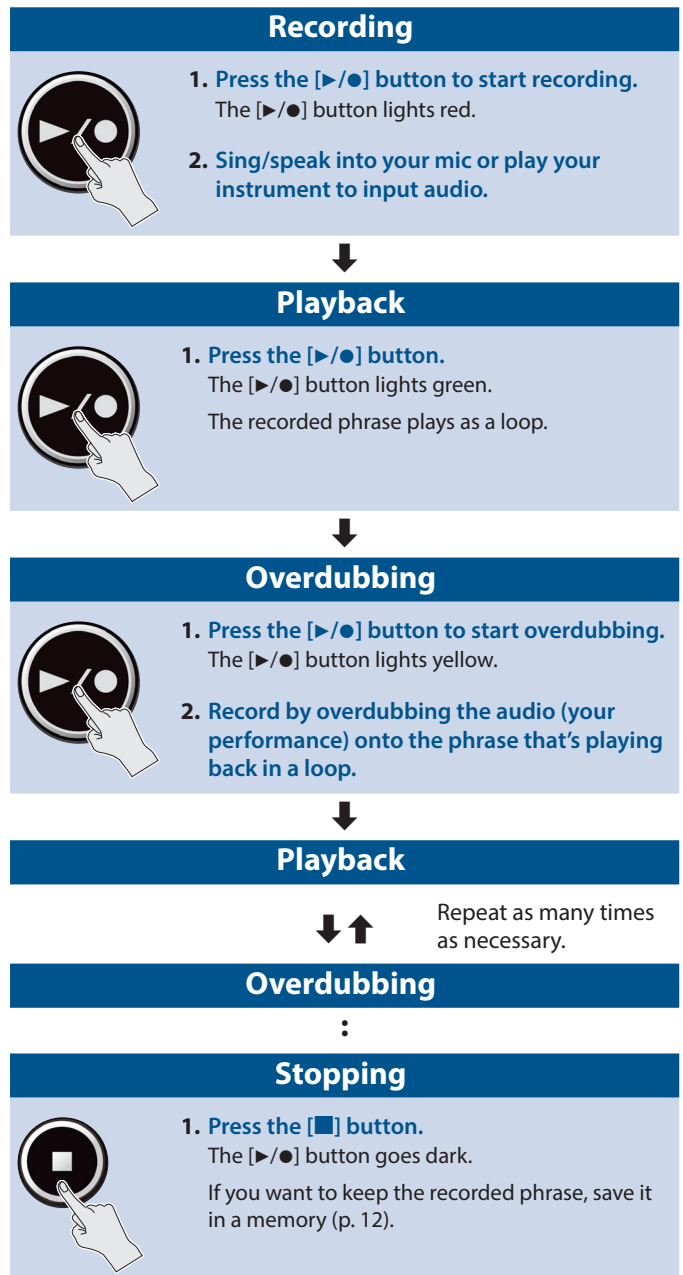 Recording
1. Press the [►/●] button to start recording.
The [►/●] button lights red.
2. Sing/speak into your mic or play your
instrument to input audio.
Playback
1. Press the [►/●] button.
The [►/●] button lights green.
The recorded phrase plays as a loop.
Overdubbing
1. Press the [►/●] button to start overdubbing.
The [►/●] button lights yellow.
2. Record by overdubbing the audio (your
performance) onto the phrase that's playing
back in a loop.
Playback
Repeat as many times
as necessary.
Overdubbing
:
Stopping
1. Press the [■] button.
The [►/●] button goes dark.
If you want to keep the recorded phrase, save it
in a memory (p. 12).